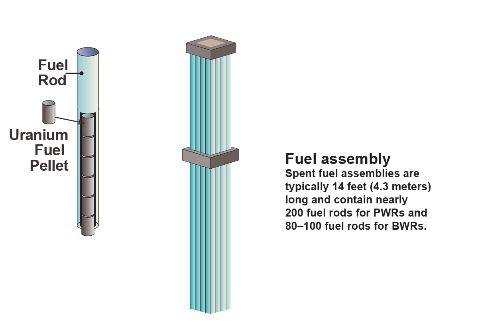 Fuel
Rod
Uranium
Fuel
Pellet
Fuel assembly
Spent fuel assemblies are
typically 14 feet (4.3 meters)
long and contain nearly
200 fuel rods for PWRs and
80–100 fuel rods for BWRs.